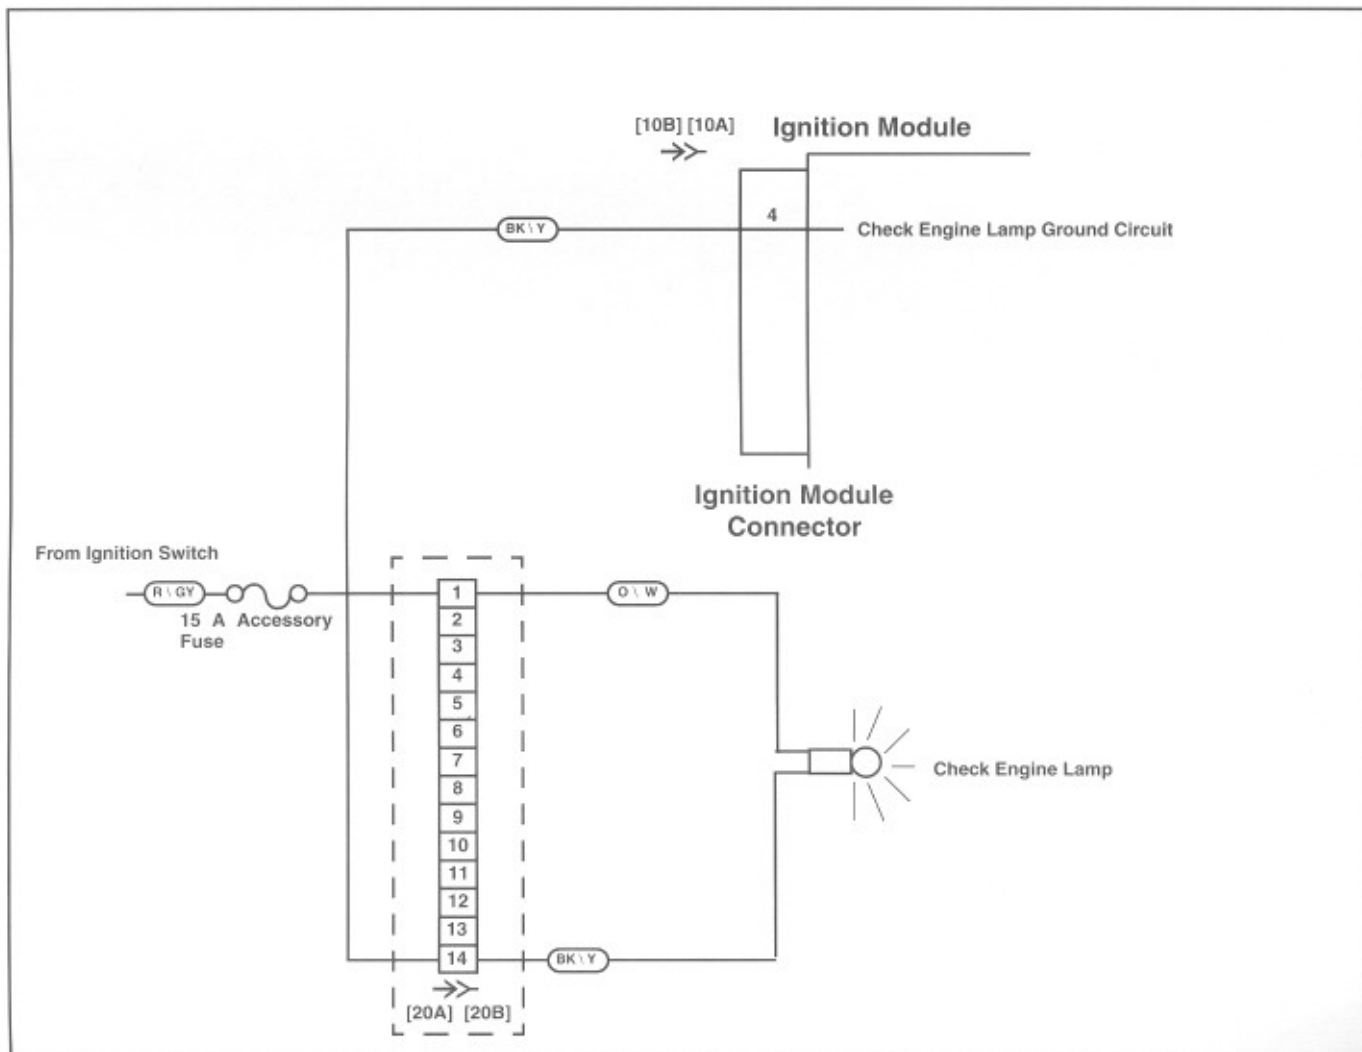 [10B] [10A]
Ignition Module
BK \ Y
4
Check Engine Lamp Ground Circuit
Ignition Module
Connector
From Ignition Switch
R \ GY
15 A Accessory
Fuse
1
2
3
4
5
6
7
8
9
10
11
12
13
14
O \ W
Check Engine Lamp
BK \ Y
[20A] [20B]